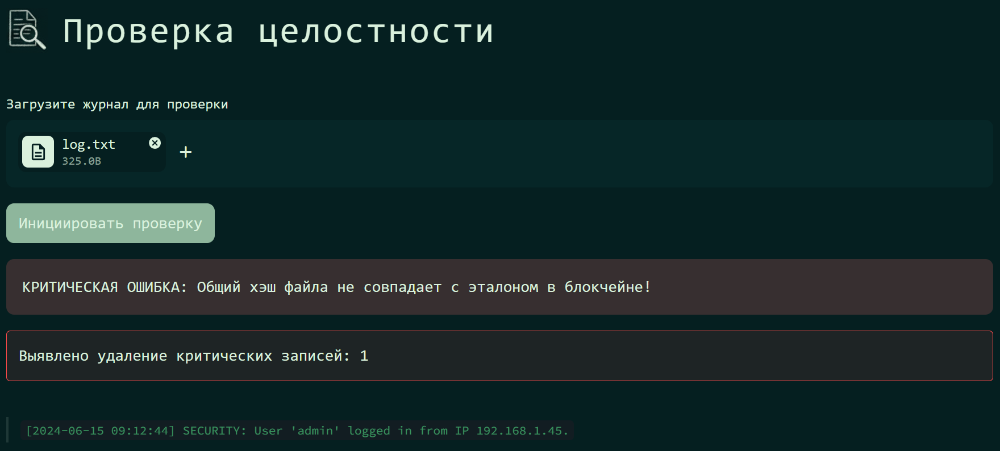 Проверка целостности
Загрузите журнал для проверки
log.txt
325.0B
Инициировать проверку
КРИТИЧЕСКАЯ ОШИБКА: Общий хэш файла не совпадает с эталоном в блокчейне!
Выявлено удаление критических записей: 1
[2024-06-15 09:12:44] SECURITY: User 'admin' logged in from IP 192.168.1.45.